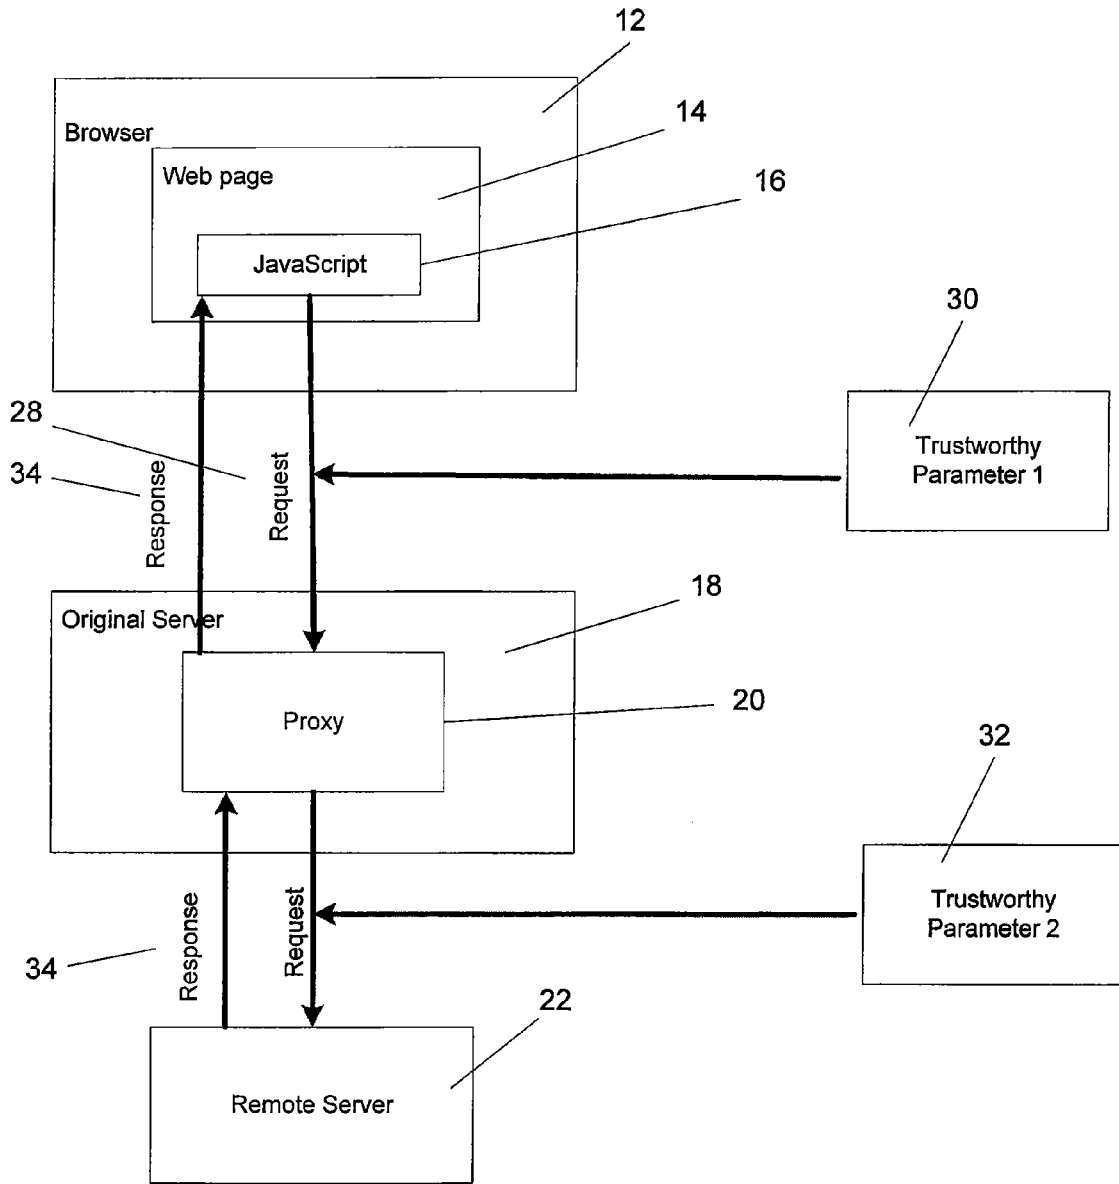 12
Browser
14
Web page
16
JavaScript
30
28
Trustworthy
Parameter 1
34
Response
Request
18
Original Server
20
Proxy
32
Trustworthy
Parameter 2
Response
Request
34
22
Remote Server